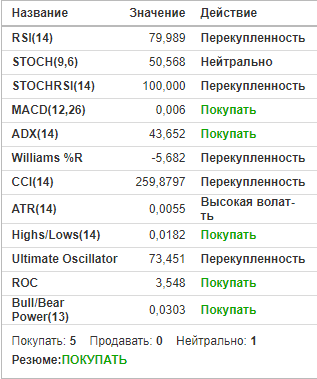 Название Значение Действие
RSI(14) 79,989 Перекупленность
STOCH(9,6) 50,568 Нейтрально
STOCHRSI(14) 100,000 Перекупленность
MACD(12,26) 0,006 Покупать
ADX(14) 43,652 Покупать
Williams %R -5,682 Перекупленность
CCI(14) 259,8797 Перекупленность
ATR(14) 0,0055 Высокая волат-
ть
Highs/Lows(14) 0,0182 Покупать
Ultimate Oscillator 73,451 Перекупленность
ROC 3,548 Покупать
Bull/Bear
Power(13) 0,0303 Покупать
Покупать: 5 Продавать: 0 Нейтрально: 1
Резюме:ПОКУПАТЬ